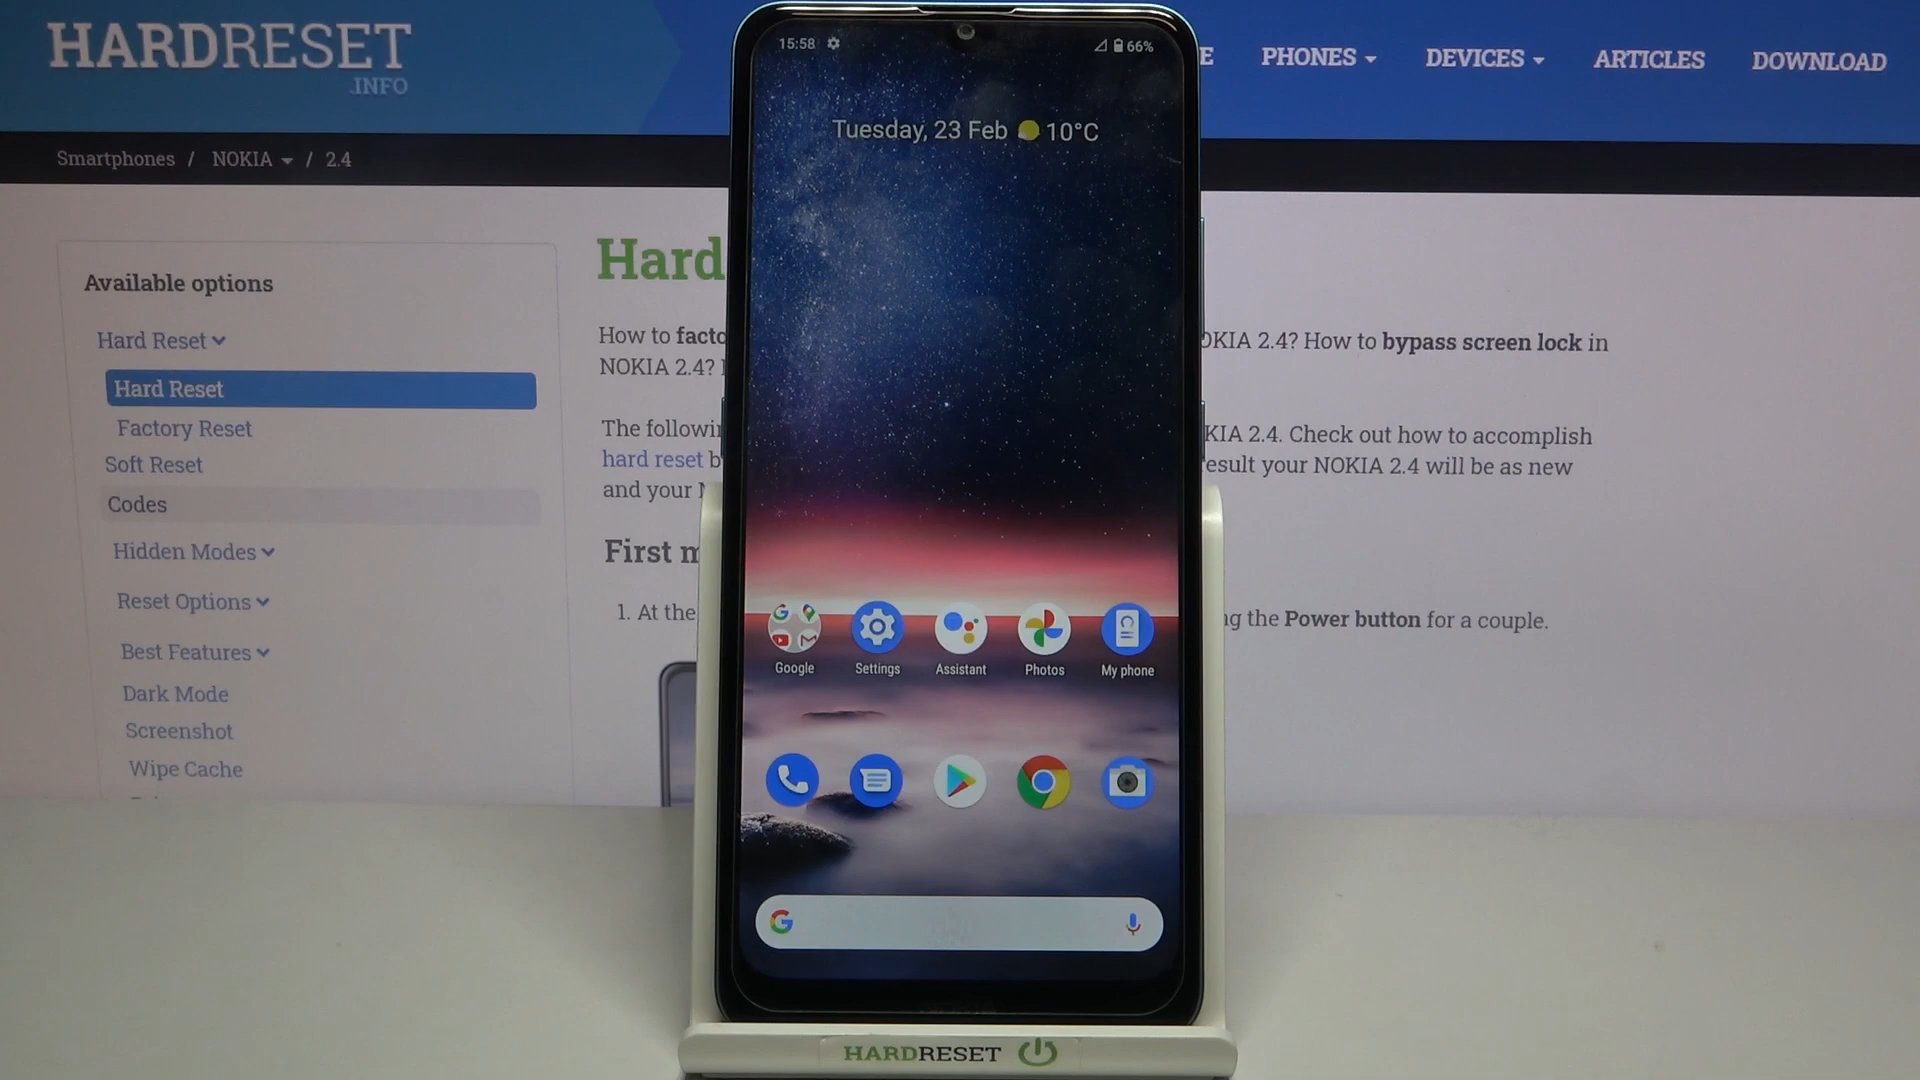 HARDRESET
.INFO
PHONES
DEVICES
ARTICLES
DOWNLOAD
Smartphones / NOKIA / 2.4
Available options
Hard Reset
Hard Reset
Factory Reset
Soft Reset
Codes
Hidden Modes
Reset Options
Best Features
Dark Mode
Screenshot
Wipe Cache
Hard
How to facto
OKIA 2.4? How to bypass screen lock in
NOKIA 2.4?
The followin
KIA 2.4. Check out how to accomplish
hard reset b
esult your NOKIA 2.4 will be as new
and your
First m
1. At the
ng the Power button for a couple.
15:58
66%
Tuesday, 23 Feb 10°C
Google Settings Assistant Photos My phone
HARDRESET